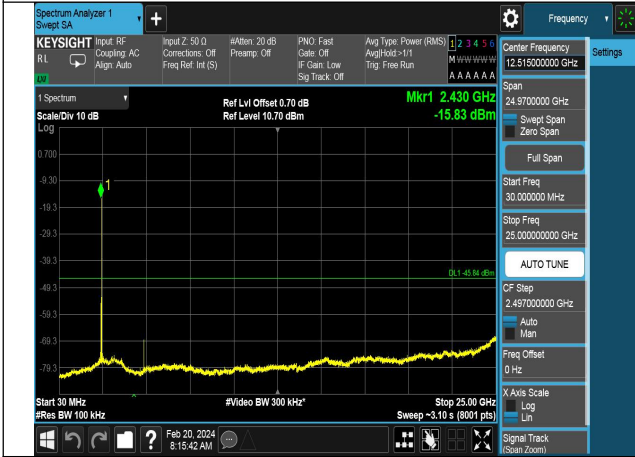 Spectrum Analyzer 1
Swept SA
Frequency
KEYSIGHT
RL
LXI
Input: RF
Coupling: AC
Align: Auto
Input Z: 50 Ω
Corrections: Off
Freq Ref: Int (S)
#Atten: 20 dB
Preamp: Off
PNO: Fast
Gate: Off
IF Gain: Low
Sig Track: Off
Avg Type: Power (RMS)
Avg|Hold:>1/1
Trig: Free Run
1 2 3 4 5 6
M W W W W W
A A A A A A
1 Spectrum
Scale/Div 10 dB
Log
Ref Lvl Offset 0.70 dB
Ref Level 10.70 dBm
Mkr1 2.430 GHz
-15.83 dBm
0.700
-9.30
-19.3
-29.3
-39.3
-49.3
-59.3
-69.3
-79.3
1
DL1 -45.84 dBm
Start 30 MHz
#Res BW 100 kHz
#Video BW 300 kHz*
Stop 25.00 GHz
Sweep ~3.10 s (8001 pts)
Feb 20, 2024
8:15:42 AM
Center Frequency
12.515000000 GHz
Settings
Span
24.9700000 GHz
Swept Span
Zero Span
Full Span
Start Freq
30.000000 MHz
Stop Freq
25.000000000 GHz
AUTO TUNE
CF Step
2.497000000 GHz
Auto
Man
Freq Offset
0 Hz
X Axis Scale
Log
Lin
Signal Track
(Span Zoom)